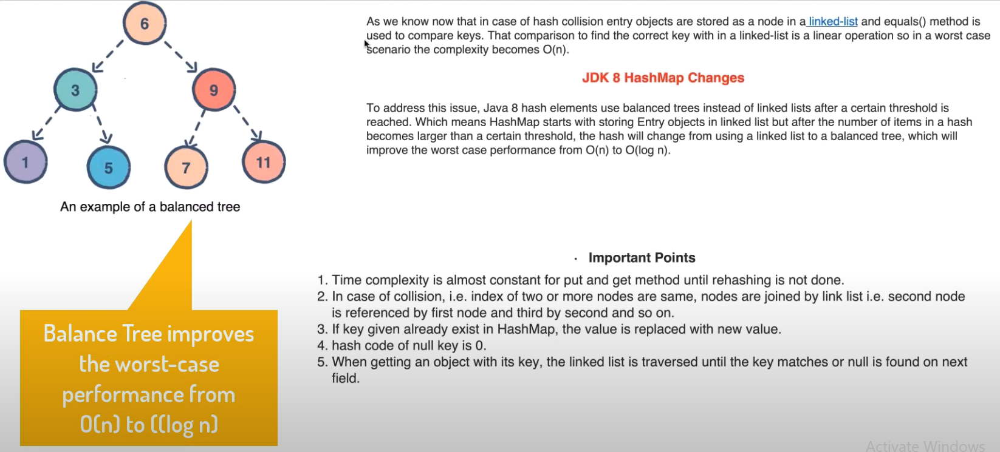 6
3
9
1
5
7
11
An example of a balanced tree
Balance Tree improves
the worst-case
performance from
O(n) to ((log n)
As we know now that in case of hash collision entry objects are stored as a node in a linked-list and equals() method is
used to compare keys. That comparison to find the correct key with in a linked-list is a linear operation so in a worst case
scenario the complexity becomes O(n).
JDK 8 HashMap Changes
To address this issue, Java 8 hash elements use balanced trees instead of linked lists after a certain threshold is
reached. Which means HashMap starts with storing Entry objects in linked list but after the number of items in a hash
becomes larger than a certain threshold, the hash will change from using a linked list to a balanced tree, which will
improve the worst case performance from O(n) to O(log n).
· Important Points
1. Time complexity is almost constant for put and get method until rehashing is not done.
2. In case of collision, i.e. index of two or more nodes are same, nodes are joined by link list i.e. second node
is referenced by first node and third by second and so on.
3. If key given already exist in HashMap, the value is replaced with new value.
4. hash code of null key is 0.
5. When getting an object with its key, the linked list is traversed until the key matches or null is found on next
field.
Activate Windows